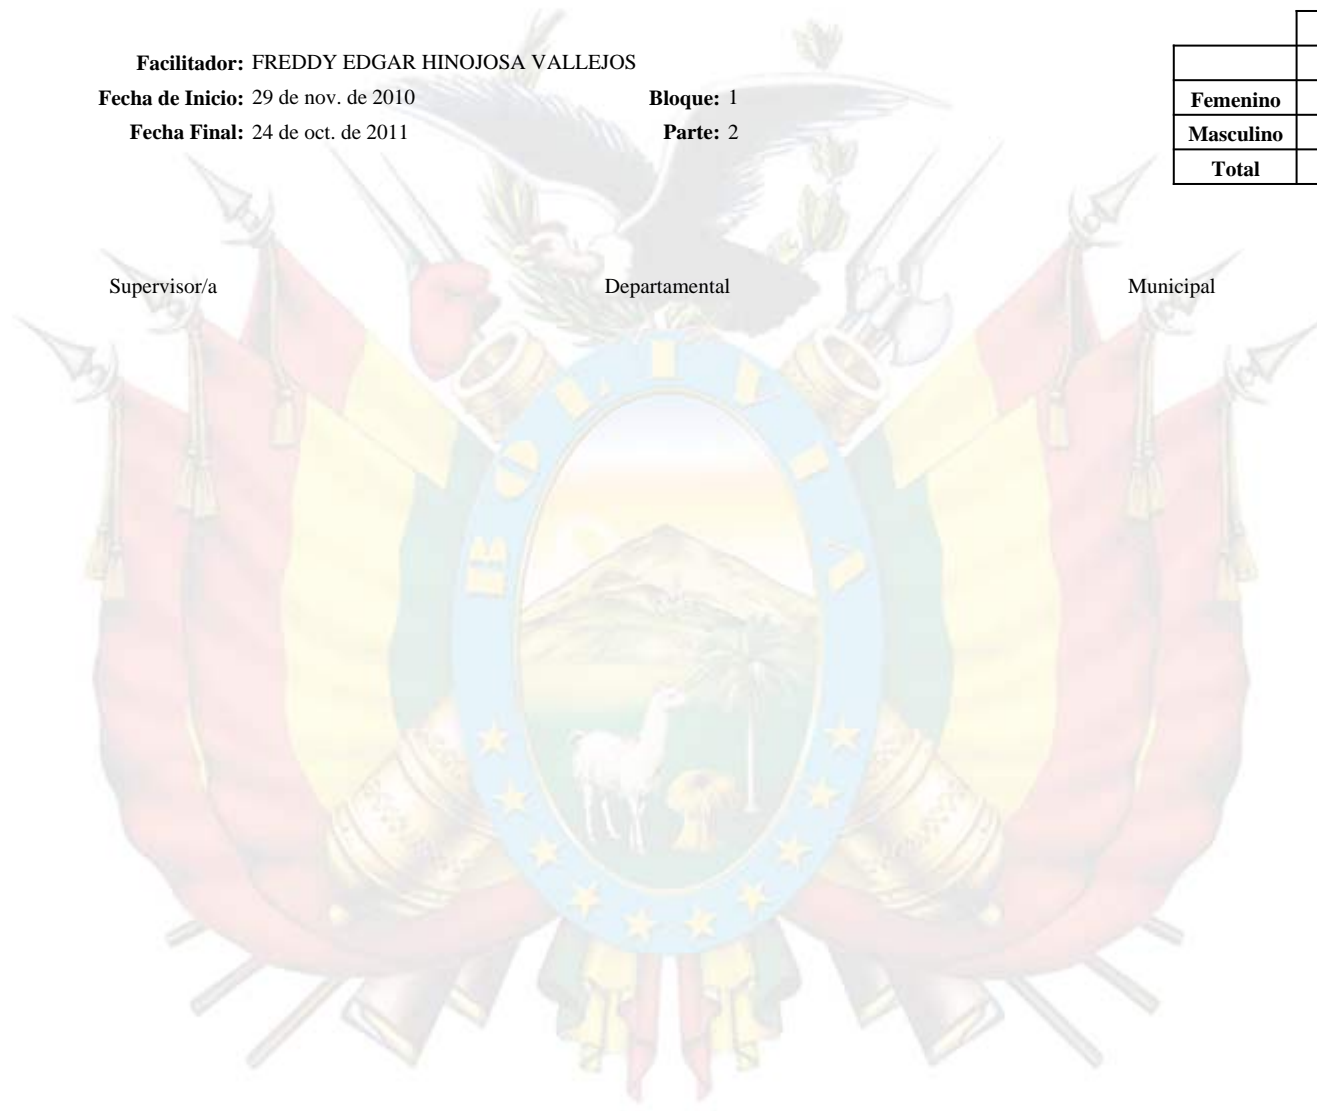 Facilitador: FREDDY EDGAR HINOJOSA VALLEJOS
Fecha de Inicio: 29 de nov. de 2010 Bloque: 1
Fecha Final: 24 de oct. de 2011 Parte: 2
Femenino
Masculino
Total
Supervisor/a Departamental Municipal
BOLIVIA